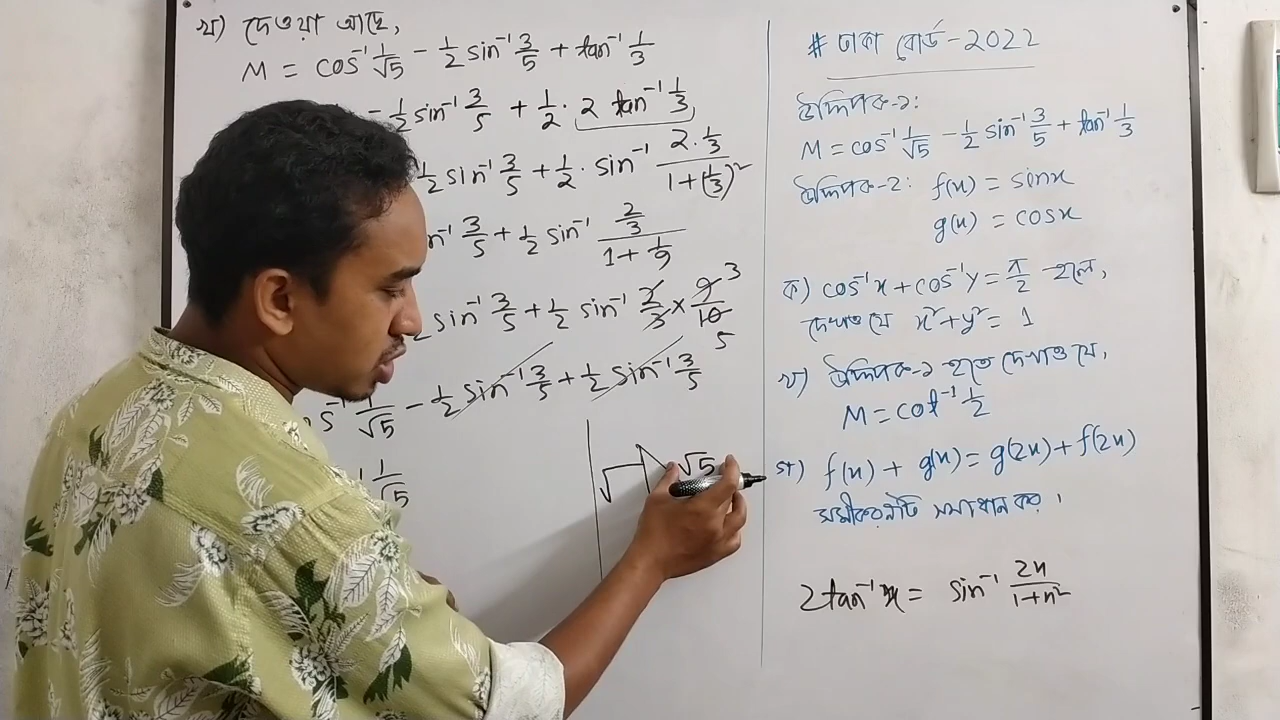 খ) দেওয়া আছে,
M = cos⁻¹ 1/√5 − 1/2 sin⁻¹ 3/5 + tan⁻¹ 1/3
− 1/2 sin⁻¹ 3/5 + 1/2 · 2 tan⁻¹ 1/3
1/2 sin⁻¹ 3/5 + 1/2 · sin⁻¹ (2 · 1/3)/(1+(1/3)²)
n⁻¹ 3/5 + 1/2 sin⁻¹ (2/3)/(1 + 1/9)
2 sin⁻¹ 3/5 + 1/2 sin⁻¹ 2/3 × 9/10 3
5
s⁻¹ 1/√5 − 1/2 sin⁻¹ 3/5 + 1/2 sin⁻¹ 3/5
⁻¹ 1/√5
√ √5
# ঢাকা বোর্ড - 2022
উদ্দিপক-১:
M = cos⁻¹ 1/√5 − 1/2 sin⁻¹ 3/5 + tan⁻¹ 1/3
উদ্দিপক-2: f(x) = sinx
g(x) = cosx
ক) cos⁻¹x + cos⁻¹y = π/2 হলে,
দেখাও যে x² + y² = 1
খ) উদ্দিপক-১ হতে দেখাও যে,
M = cot⁻¹ 1/2
গ) f(x) + g(x) = g(2x) + f(2x)
সমীকরণটি সমাধান কর।
2tan⁻¹x = sin⁻¹ 2x/(1+x²)